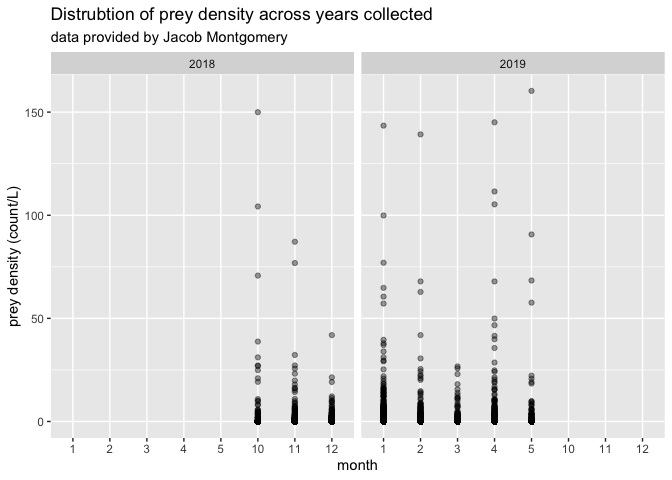 Distrubtion of prey density across years collected
data provided by Jacob Montgomery
2018 2019
prey density (count/L)
150
100
50
0
1 2 3 4 5 10 11 12 1 2 3 4 5 10 11 12
month